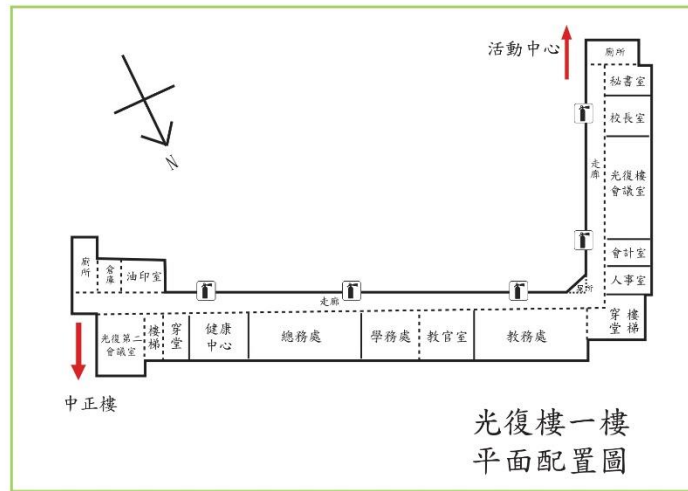 活動中心
廁所
秘書室
校長室
走廊
光復樓
會議室
會計室
人事室
廁所
穿堂
樓梯
N
廁所
倉庫
油印室
走廊
光復第二
會議室
樓梯
穿堂
健康
中心
總務處
學務處
教官室
教務處
中正樓
光復樓一樓
平面配置圖